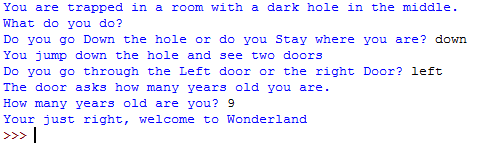 You are trapped in a room with a dark hole in the middle.
What do you do?
Do you go Down the hole or do you Stay where you are? down
You jump down the hole and see two doors
Do you go through the Left door or the right Door? left
The door asks how many years old you are.
How many years old are you? 9
Your just right, welcome to Wonderland
>>>